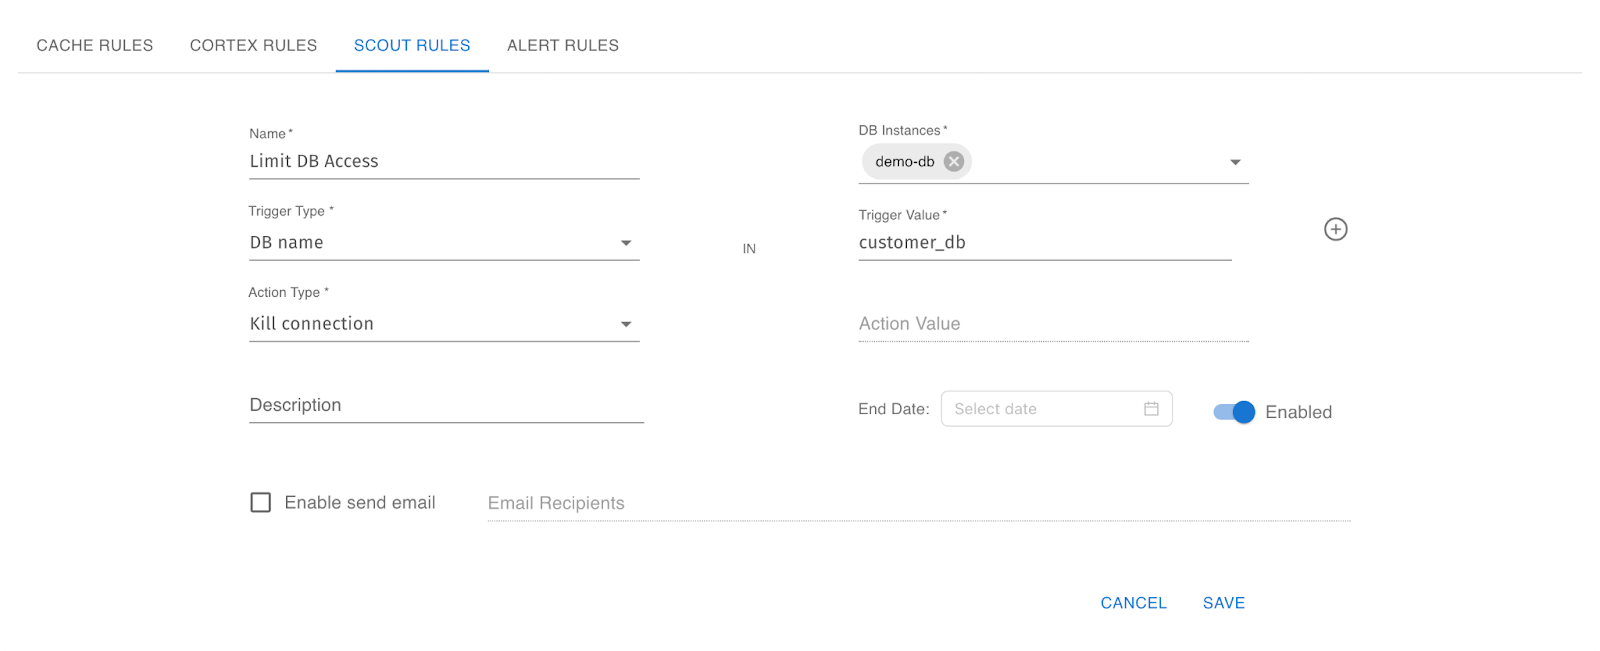 CACHE RULES CORTEX RULES SCOUT RULES ALERT RULES
Name*
Limit DB Access
DB Instances*
demo-db
Trigger Type *
DB name
IN
Trigger Value*
customer_db
Action Type *
Kill connection
Action Value
Description
End Date: Select date
Enabled
Enable send email
Email Recipients
CANCEL SAVE